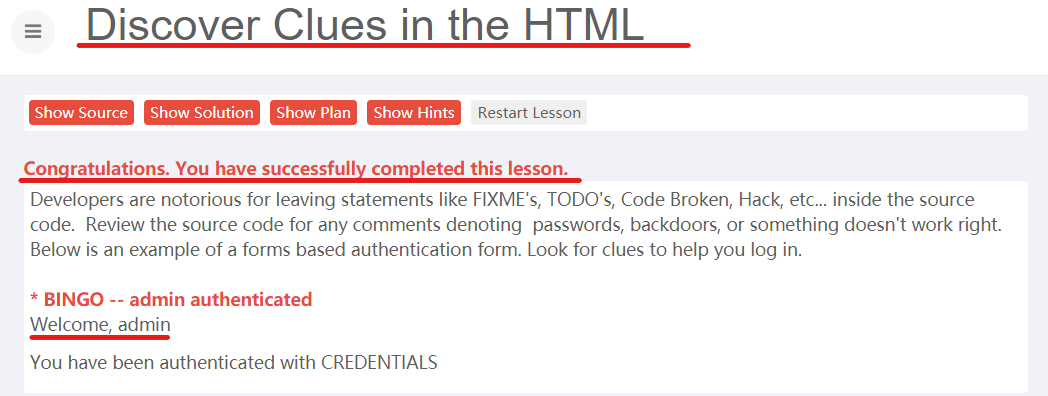 Discover Clues in the HTML
Show Source Show Solution Show Plan Show Hints Restart Lesson
Congratulations. You have successfully completed this lesson.
Developers are notorious for leaving statements like FIXME's, TODO's, Code Broken, Hack, etc... inside the source
code.  Review the source code for any comments denoting  passwords, backdoors, or something doesn't work right.
Below is an example of a forms based authentication form. Look for clues to help you log in.
* BINGO -- admin authenticated
Welcome, admin
You have been authenticated with CREDENTIALS